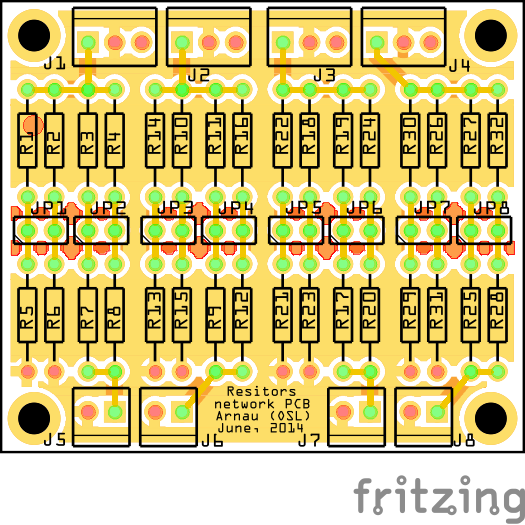 J1 J2 J3 J4
R1 R2 R3 R4 R14 R10 R11 R16 R22 R18 R19 R24 R30 R26 R27 R32
JP1 JP2 JP3 JP4 JP5 JP6 JP7 JP8
R5 R6 R7 R8 R13 R15 R9 R12 R21 R23 R17 R20 R29 R31 R25 R28
Resitors
network PCB
Arnau (OSL)
June, 2014
J5 J6 J7 J8
fritzing